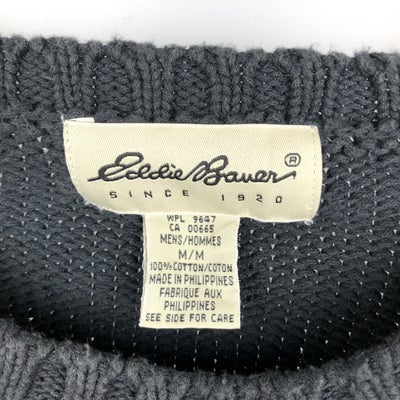 Eddie Bauer ®
SINCE 1920
WPL 9647
CA 00665
MENS/HOMMES
M/M
100% COTTON/COTON
MADE IN PHILIPPINES
FABRIQUE AUX
PHILIPPINES
SEE SIDE FOR CARE